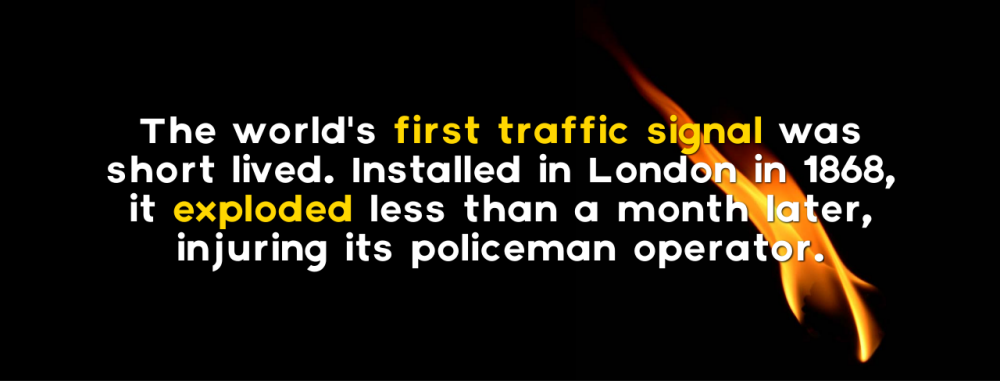 The world's first traffic signal was
short lived. Installed in London in 1868,
it exploded less than a month later,
injuring its policeman operator.